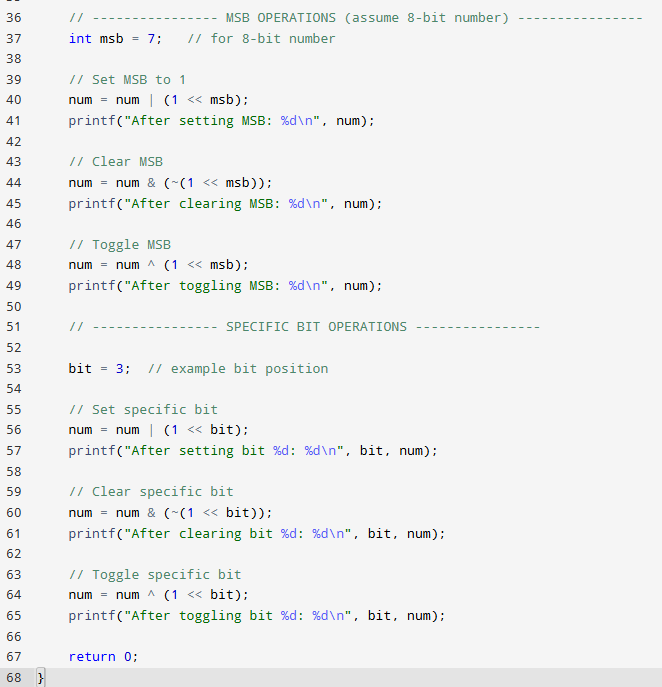 36 // ---------------- MSB OPERATIONS (assume 8-bit number) ----------------
37 int msb = 7;   // for 8-bit number
38
39 // Set MSB to 1
40 num = num | (1 << msb);
41 printf("After setting MSB: %d\n", num);
42
43 // Clear MSB
44 num = num & (~(1 << msb));
45 printf("After clearing MSB: %d\n", num);
46
47 // Toggle MSB
48 num = num ^ (1 << msb);
49 printf("After toggling MSB: %d\n", num);
50
51 // ---------------- SPECIFIC BIT OPERATIONS ----------------
52
53 bit = 3;  // example bit position
54
55 // Set specific bit
56 num = num | (1 << bit);
57 printf("After setting bit %d: %d\n", bit, num);
58
59 // Clear specific bit
60 num = num & (~(1 << bit));
61 printf("After clearing bit %d: %d\n", bit, num);
62
63 // Toggle specific bit
64 num = num ^ (1 << bit);
65 printf("After toggling bit %d: %d\n", bit, num);
66
67 return 0;
68 }